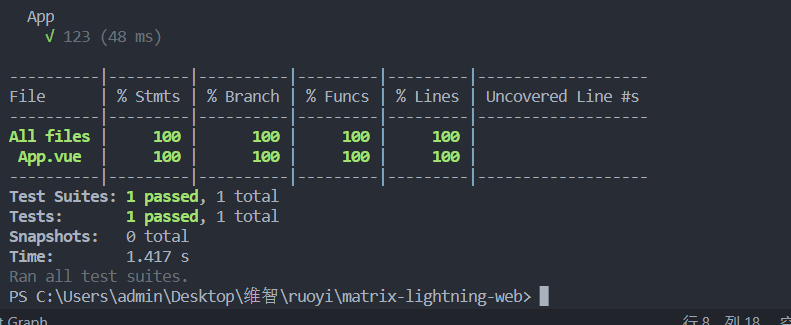 App
√ 123 (48 ms)
----------|---------|----------|---------|---------|-------------------
File      | % Stmts | % Branch | % Funcs | % Lines | Uncovered Line #s
----------|---------|----------|---------|---------|-------------------
All files |     100 |      100 |     100 |     100 |
 App.vue  |     100 |      100 |     100 |     100 |
----------|---------|----------|---------|---------|-------------------
Test Suites: 1 passed, 1 total
Tests:       1 passed, 1 total
Snapshots:   0 total
Time:        1.417 s
Ran all test suites.
PS C:\Users\admin\Desktop\维智\ruoyi\matrix-lightning-web>
Graph 行 8, 列 18